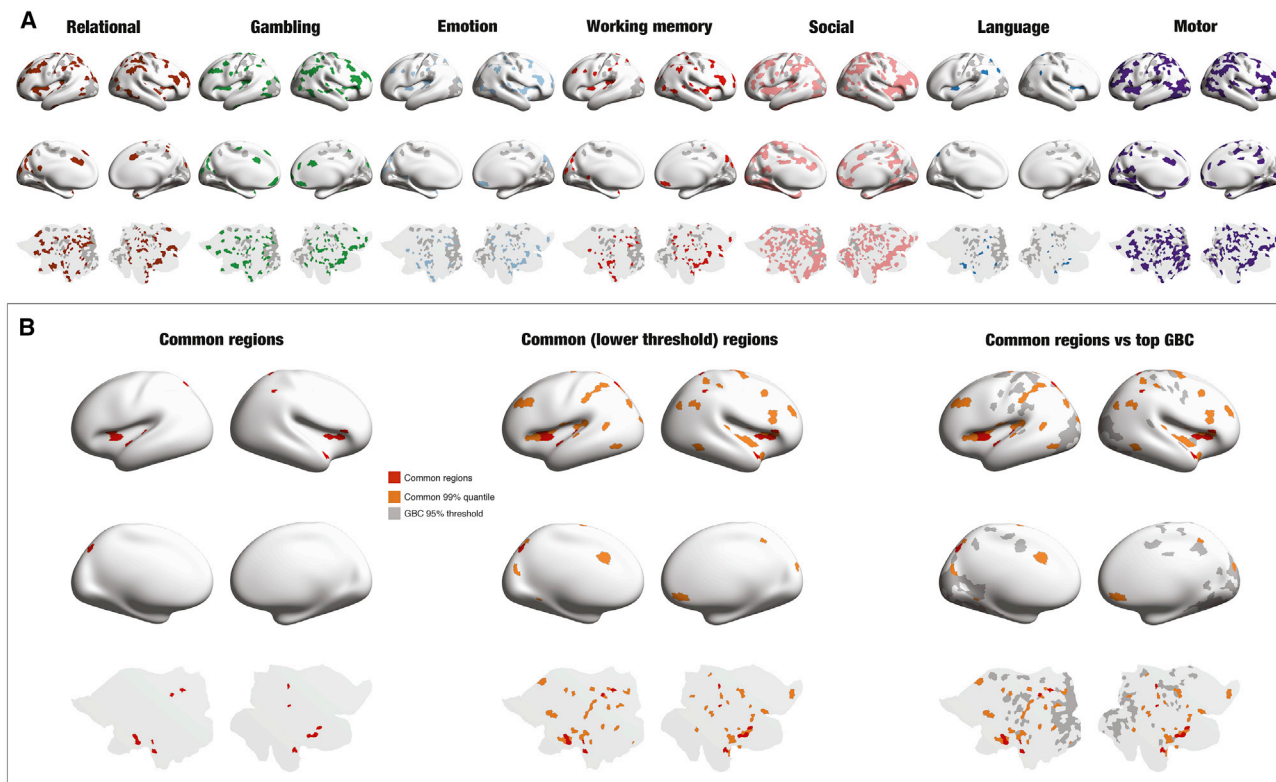 A
Relational Gambling Emotion Working memory Social Language Motor
B
Common regions Common (lower threshold) regions Common regions vs top GBC
Common regions
Common 99% quantile
GBC 95% threshold